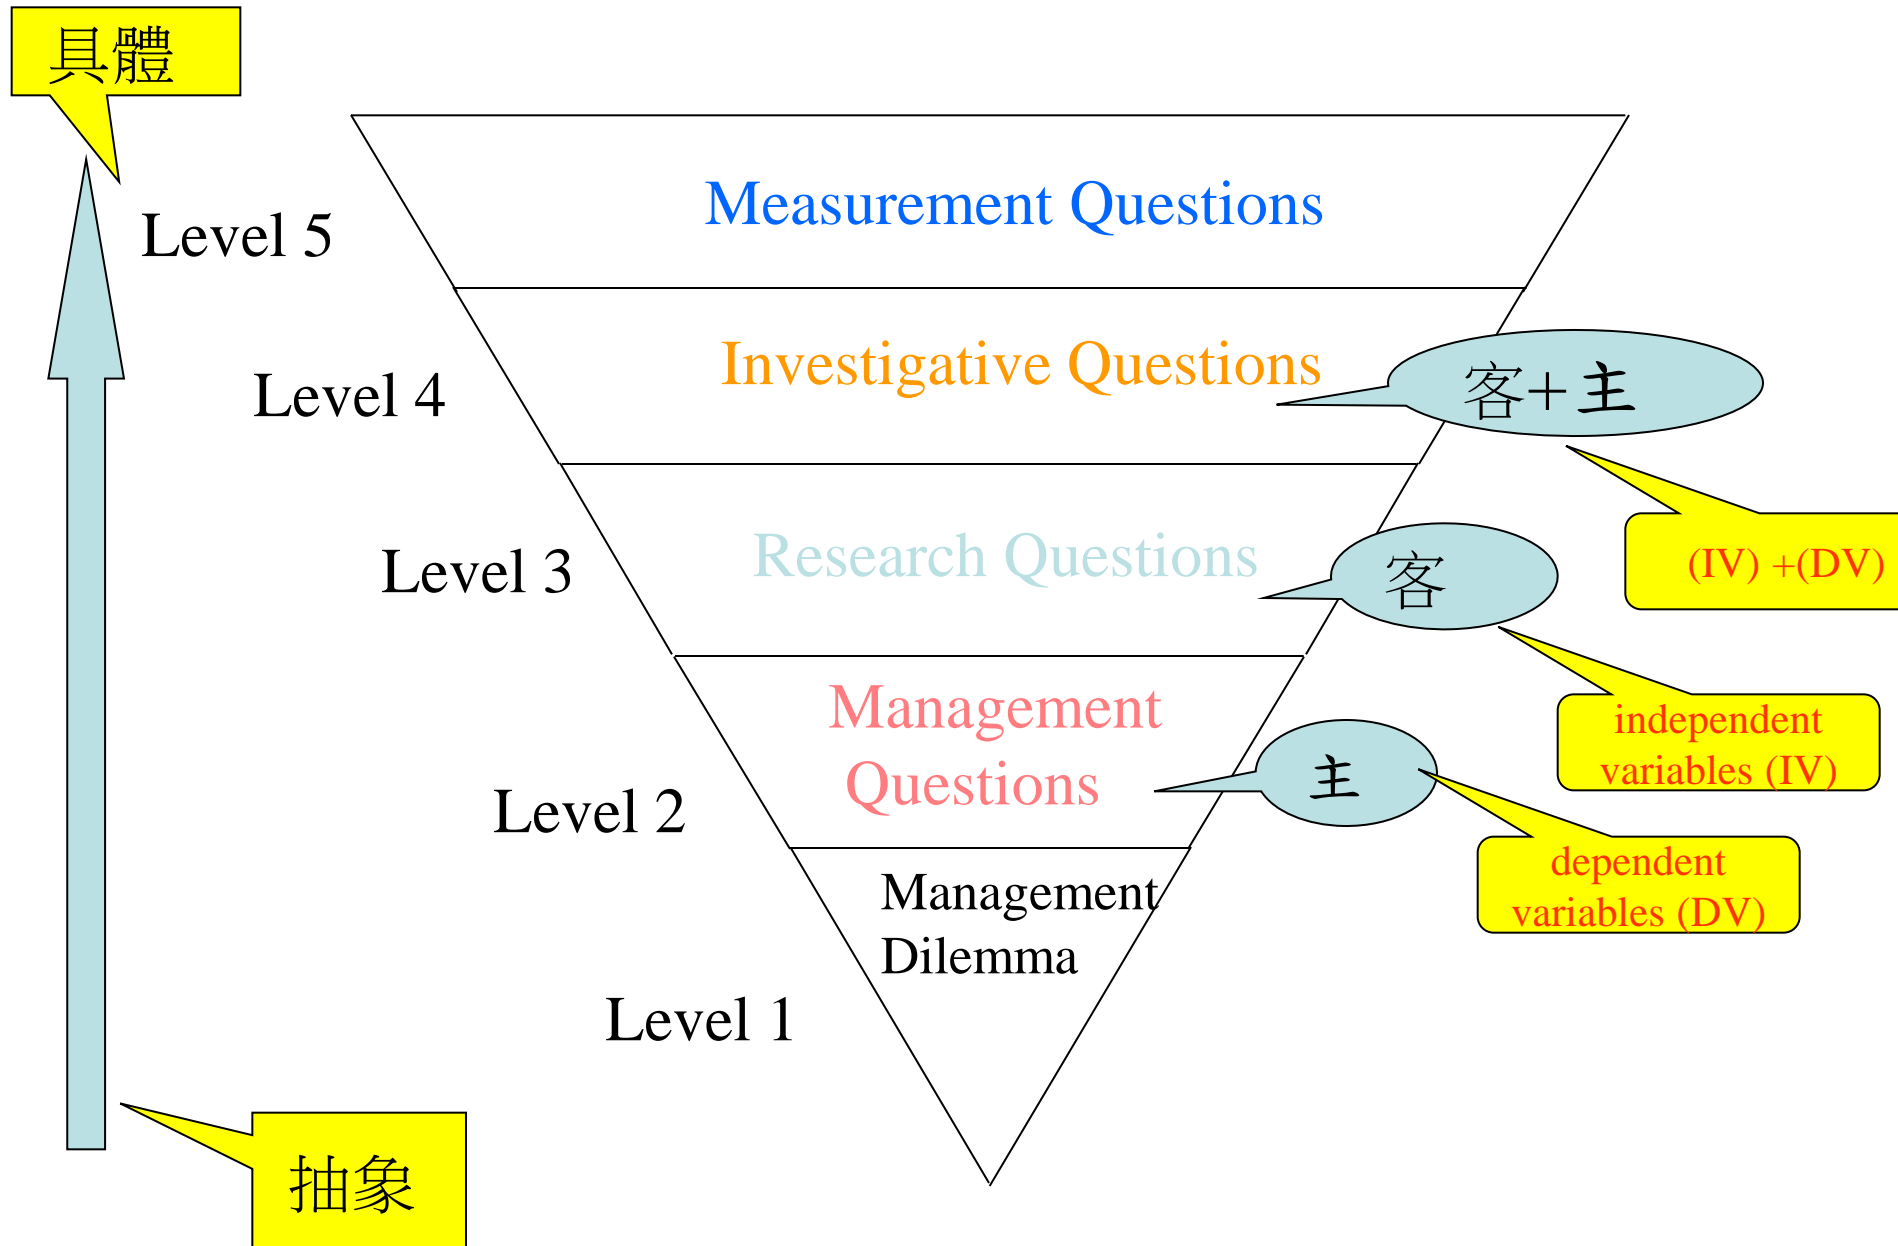 具體
Measurement Questions
Level 5
Investigative Questions
客+主
Level 4
(IV) +(DV)
Research Questions
客
Level 3
independent
variables (IV)
Management
Questions
主
Level 2
dependent
variables (DV)
Management
Dilemma
Level 1
抽象